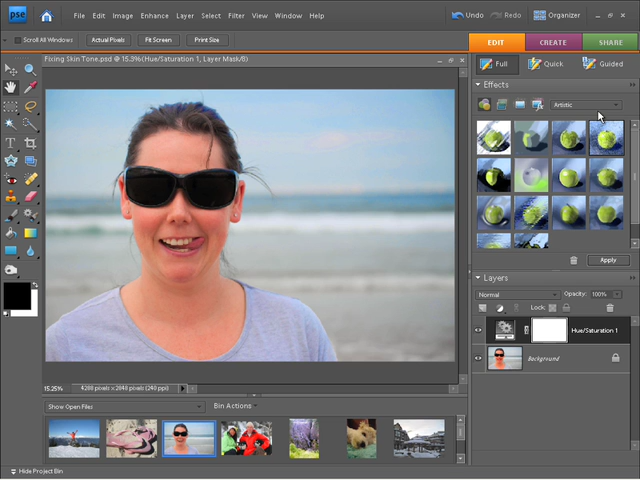 pse File Edit Image Enhance Layer Select Filter View Window Help Undo Redo Organizer
Scroll All Windows Actual Pixels Fit Screen Print Size EDIT CREATE SHARE
Fixing Skin Tone.psd @ 15.3% (Hue/Saturation 1, Layer Mask/8)
Full Quick Guided
Effects
Artistic
Apply
Layers
Normal Opacity: 100%
Lock:
Hue/Saturation 1
Background
15.25% 4288 pixels x 2848 pixels (240 ppi)
Show Open Files Bin Actions
Hide Project Bin